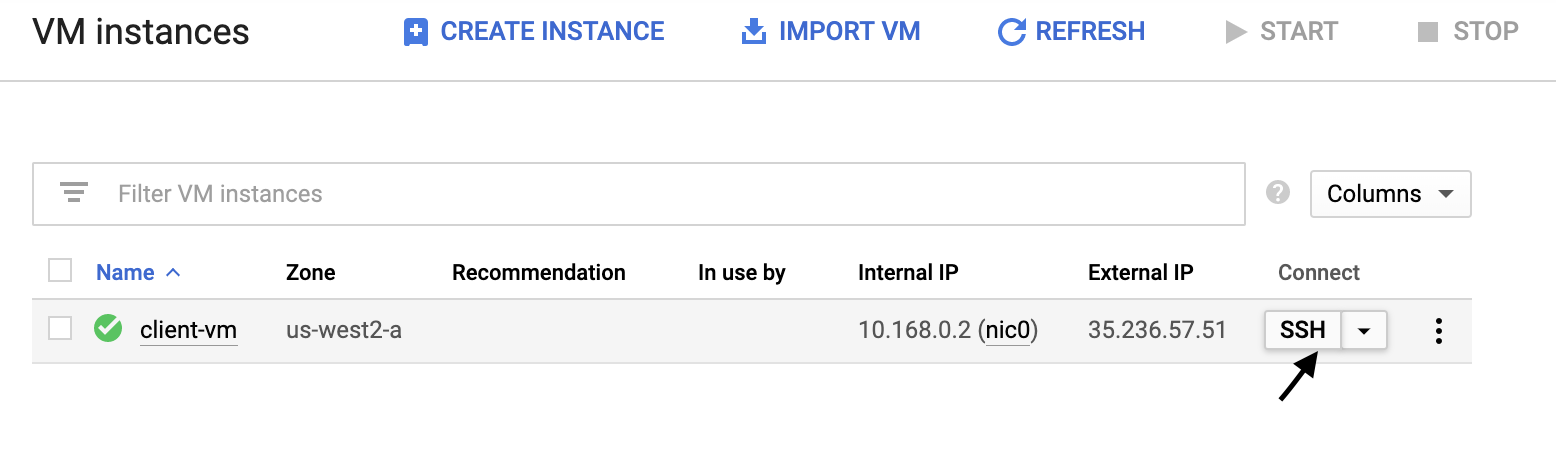 VM instances CREATE INSTANCE IMPORT VM REFRESH START STOP
Filter VM instances ? Columns
Name Zone Recommendation In use by Internal IP External IP Connect
client-vm us-west2-a 10.168.0.2 (nic0) 35.236.57.51 SSH